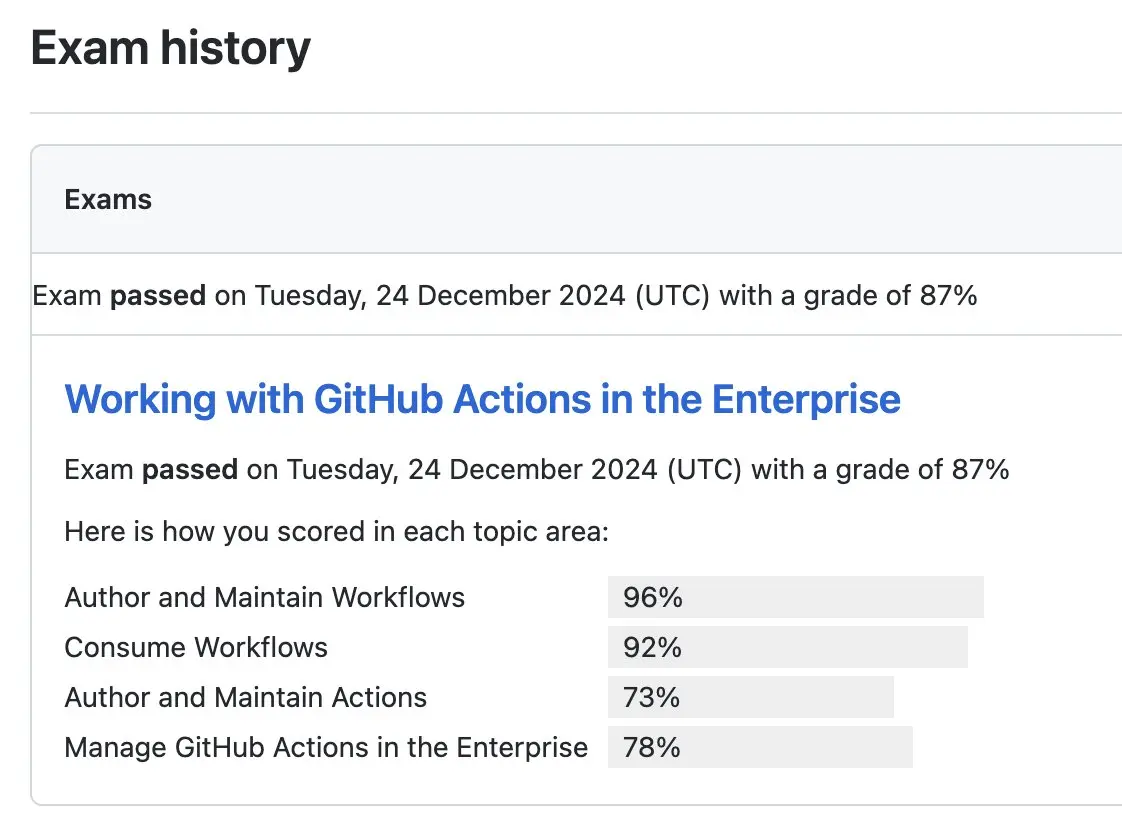 Exam history
Exams
Exam passed on Tuesday, 24 December 2024 (UTC) with a grade of 87%
Working with GitHub Actions in the Enterprise
Exam passed on Tuesday, 24 December 2024 (UTC) with a grade of 87%
Here is how you scored in each topic area:
Author and Maintain Workflows 96%
Consume Workflows 92%
Author and Maintain Actions 73%
Manage GitHub Actions in the Enterprise 78%